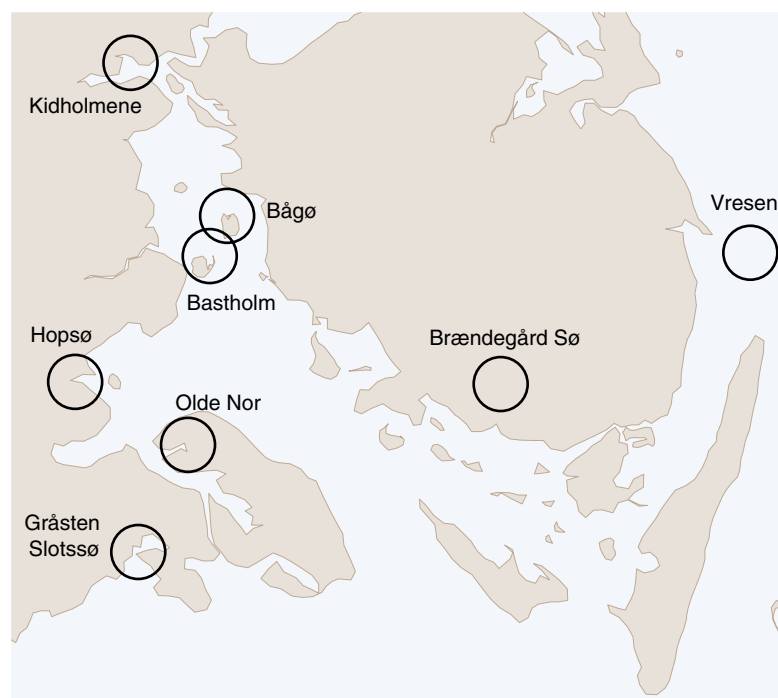 Kidholmene
Bågø
Vresen
Bastholm
Hopsø
Brændegård Sø
Olde Nor
Gråsten
Slotssø